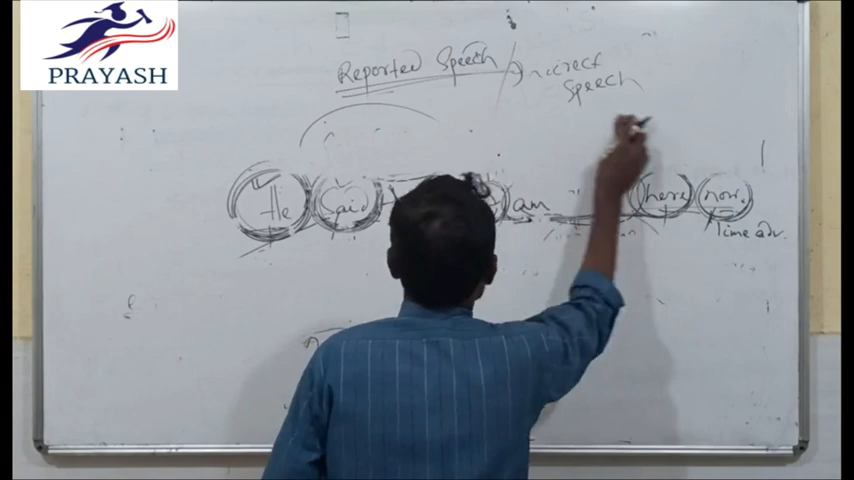 PRAYASH
Reported Speech
Indirect
Speech
He said am here now.
Time adv.